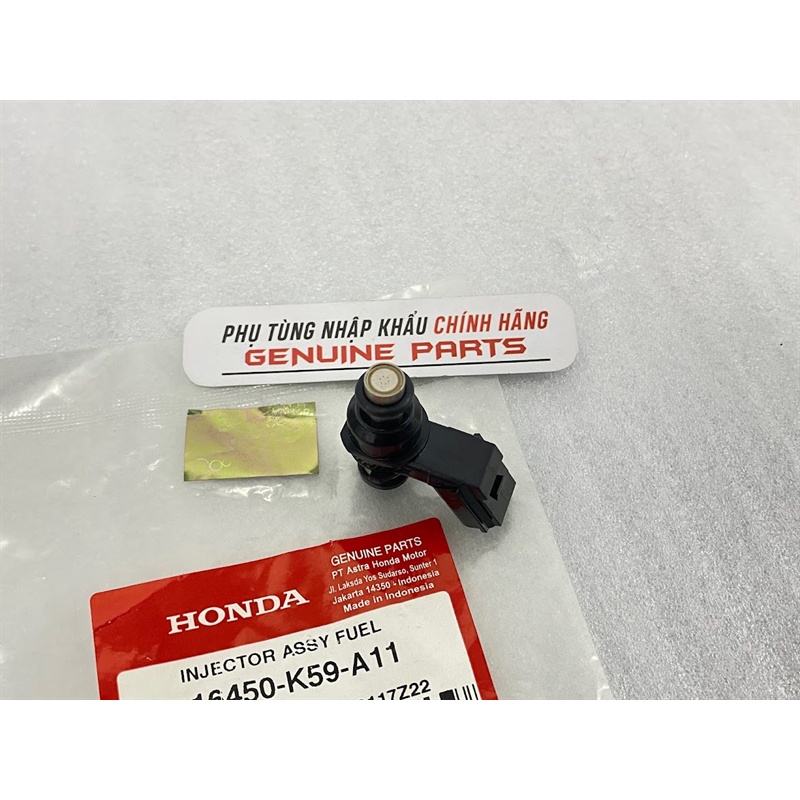 PHỤ TÙNG NHẬP KHẨU CHÍNH HÃNG
GENUINE PARTS
GENUINE PARTS
PT Astra Honda Motor
Jl. Laksda Yos Sudarso, Sunter 1
Jakarta 14350 - Indonesia
Made in Indonesia
HONDA
INJECTOR ASSY FUEL
16450-K59-A11
117Z22